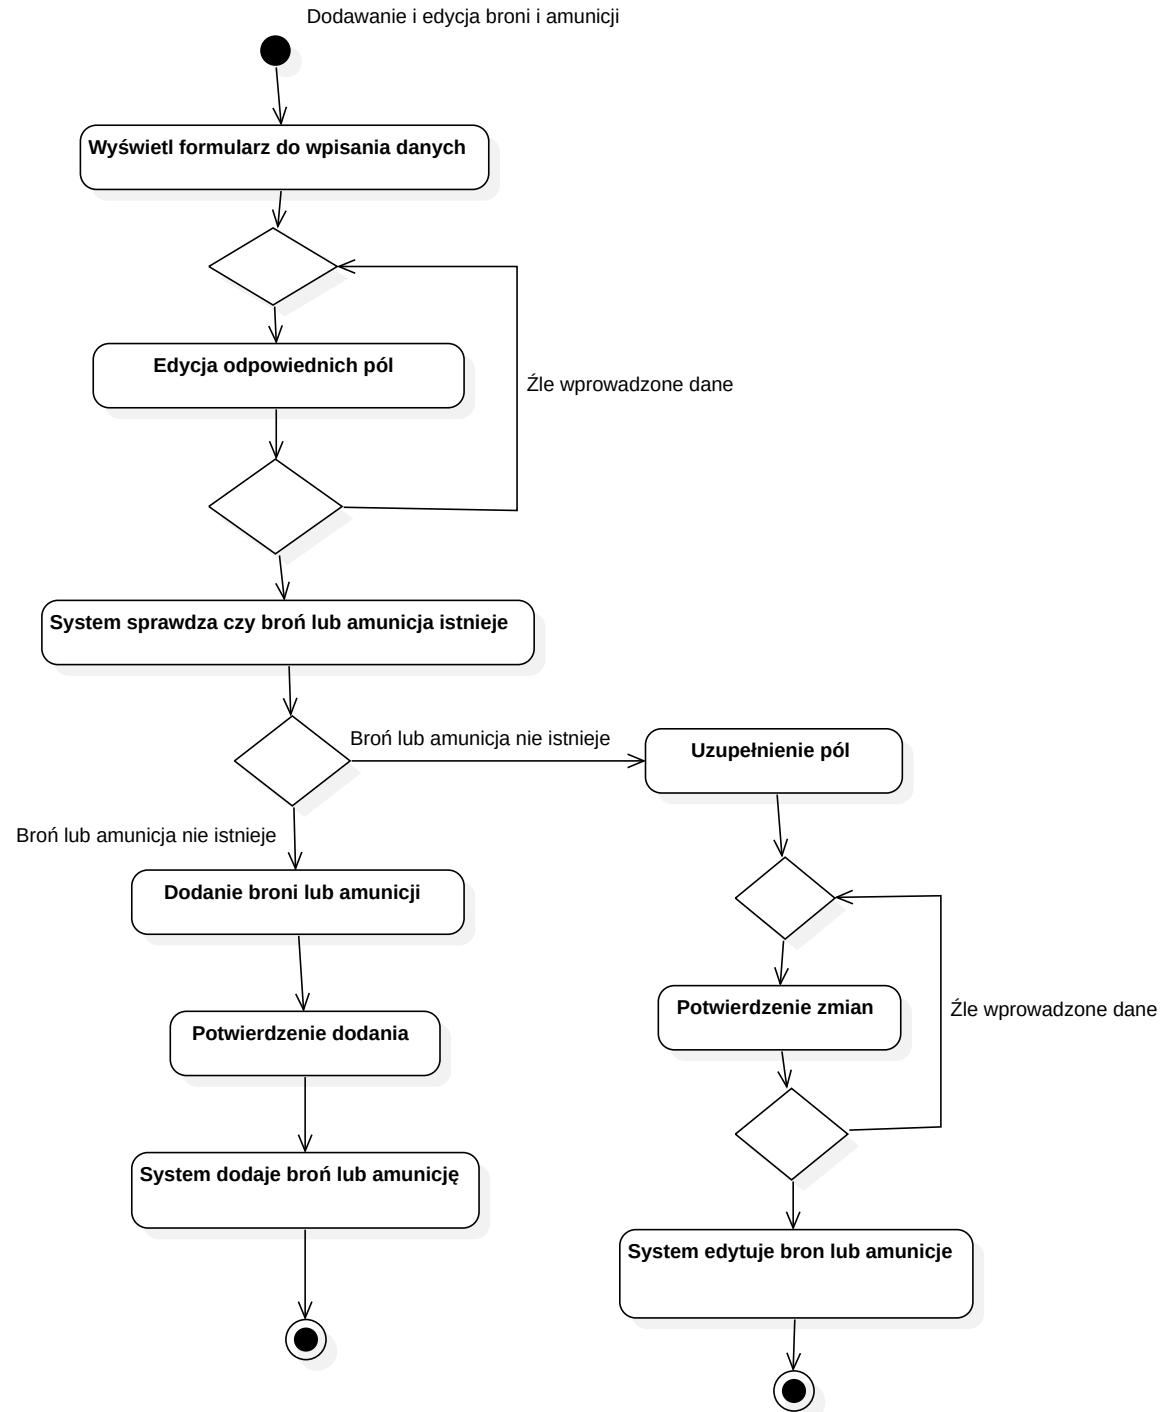 Dodawanie i edycja broni i amunicji
Wyświetl formularz do wpisania danych
Edycja odpowiednich pól
Źle wprowadzone dane
System sprawdza czy broń lub amunicja istnieje
Broń lub amunicja nie istnieje
Uzupełnienie pól
Broń lub amunicja nie istnieje
Dodanie broni lub amunicji
Potwierdzenie zmian
Źle wprowadzone dane
Potwierdzenie dodania
System dodaje broń lub amunicję
System edytuje bron lub amunicje